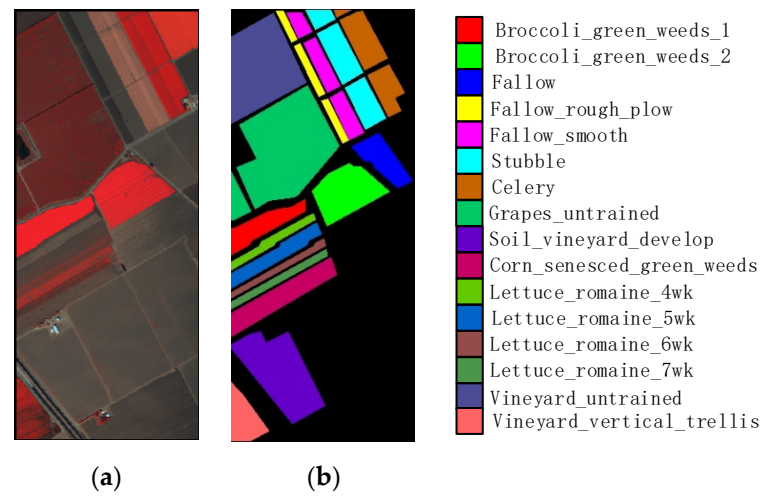 Broccoli_green_weeds_1
Broccoli_green_weeds_2
Fallow
Fallow_rough_plow
Fallow_smooth
Stubble
Celery
Grapes_untrained
Soil_vineyard_develop
Corn_senesced_green_weeds
Lettuce_romaine_4wk
Lettuce_romaine_5wk
Lettuce_romaine_6wk
Lettuce_romaine_7wk
Vineyard_untrained
Vineyard_vertical_trellis
(a) (b)